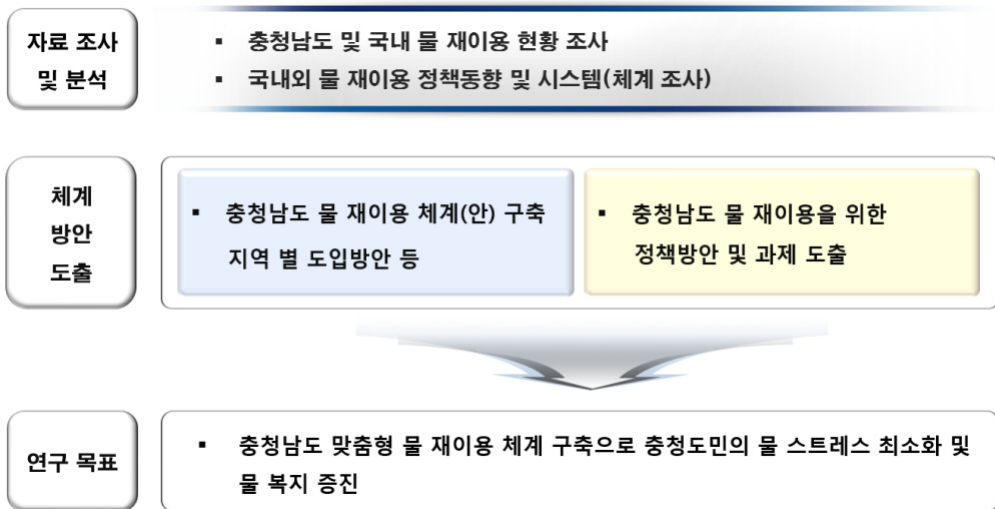 자료 조사
및 분석
▪ 충청남도 및 국내 물 재이용 현황 조사
▪ 국내외 물 재이용 정책동향 및 시스템(체계 조사)
체계
방안
도출
▪ 충청남도 물 재이용 체계(안) 구축
지역 별 도입방안 등
▪ 충청남도 물 재이용을 위한
정책방안 및 과제 도출
연구 목표
▪ 충청남도 맞춤형 물 재이용 체계 구축으로 충청도민의 물 스트레스 최소화 및
물 복지 증진